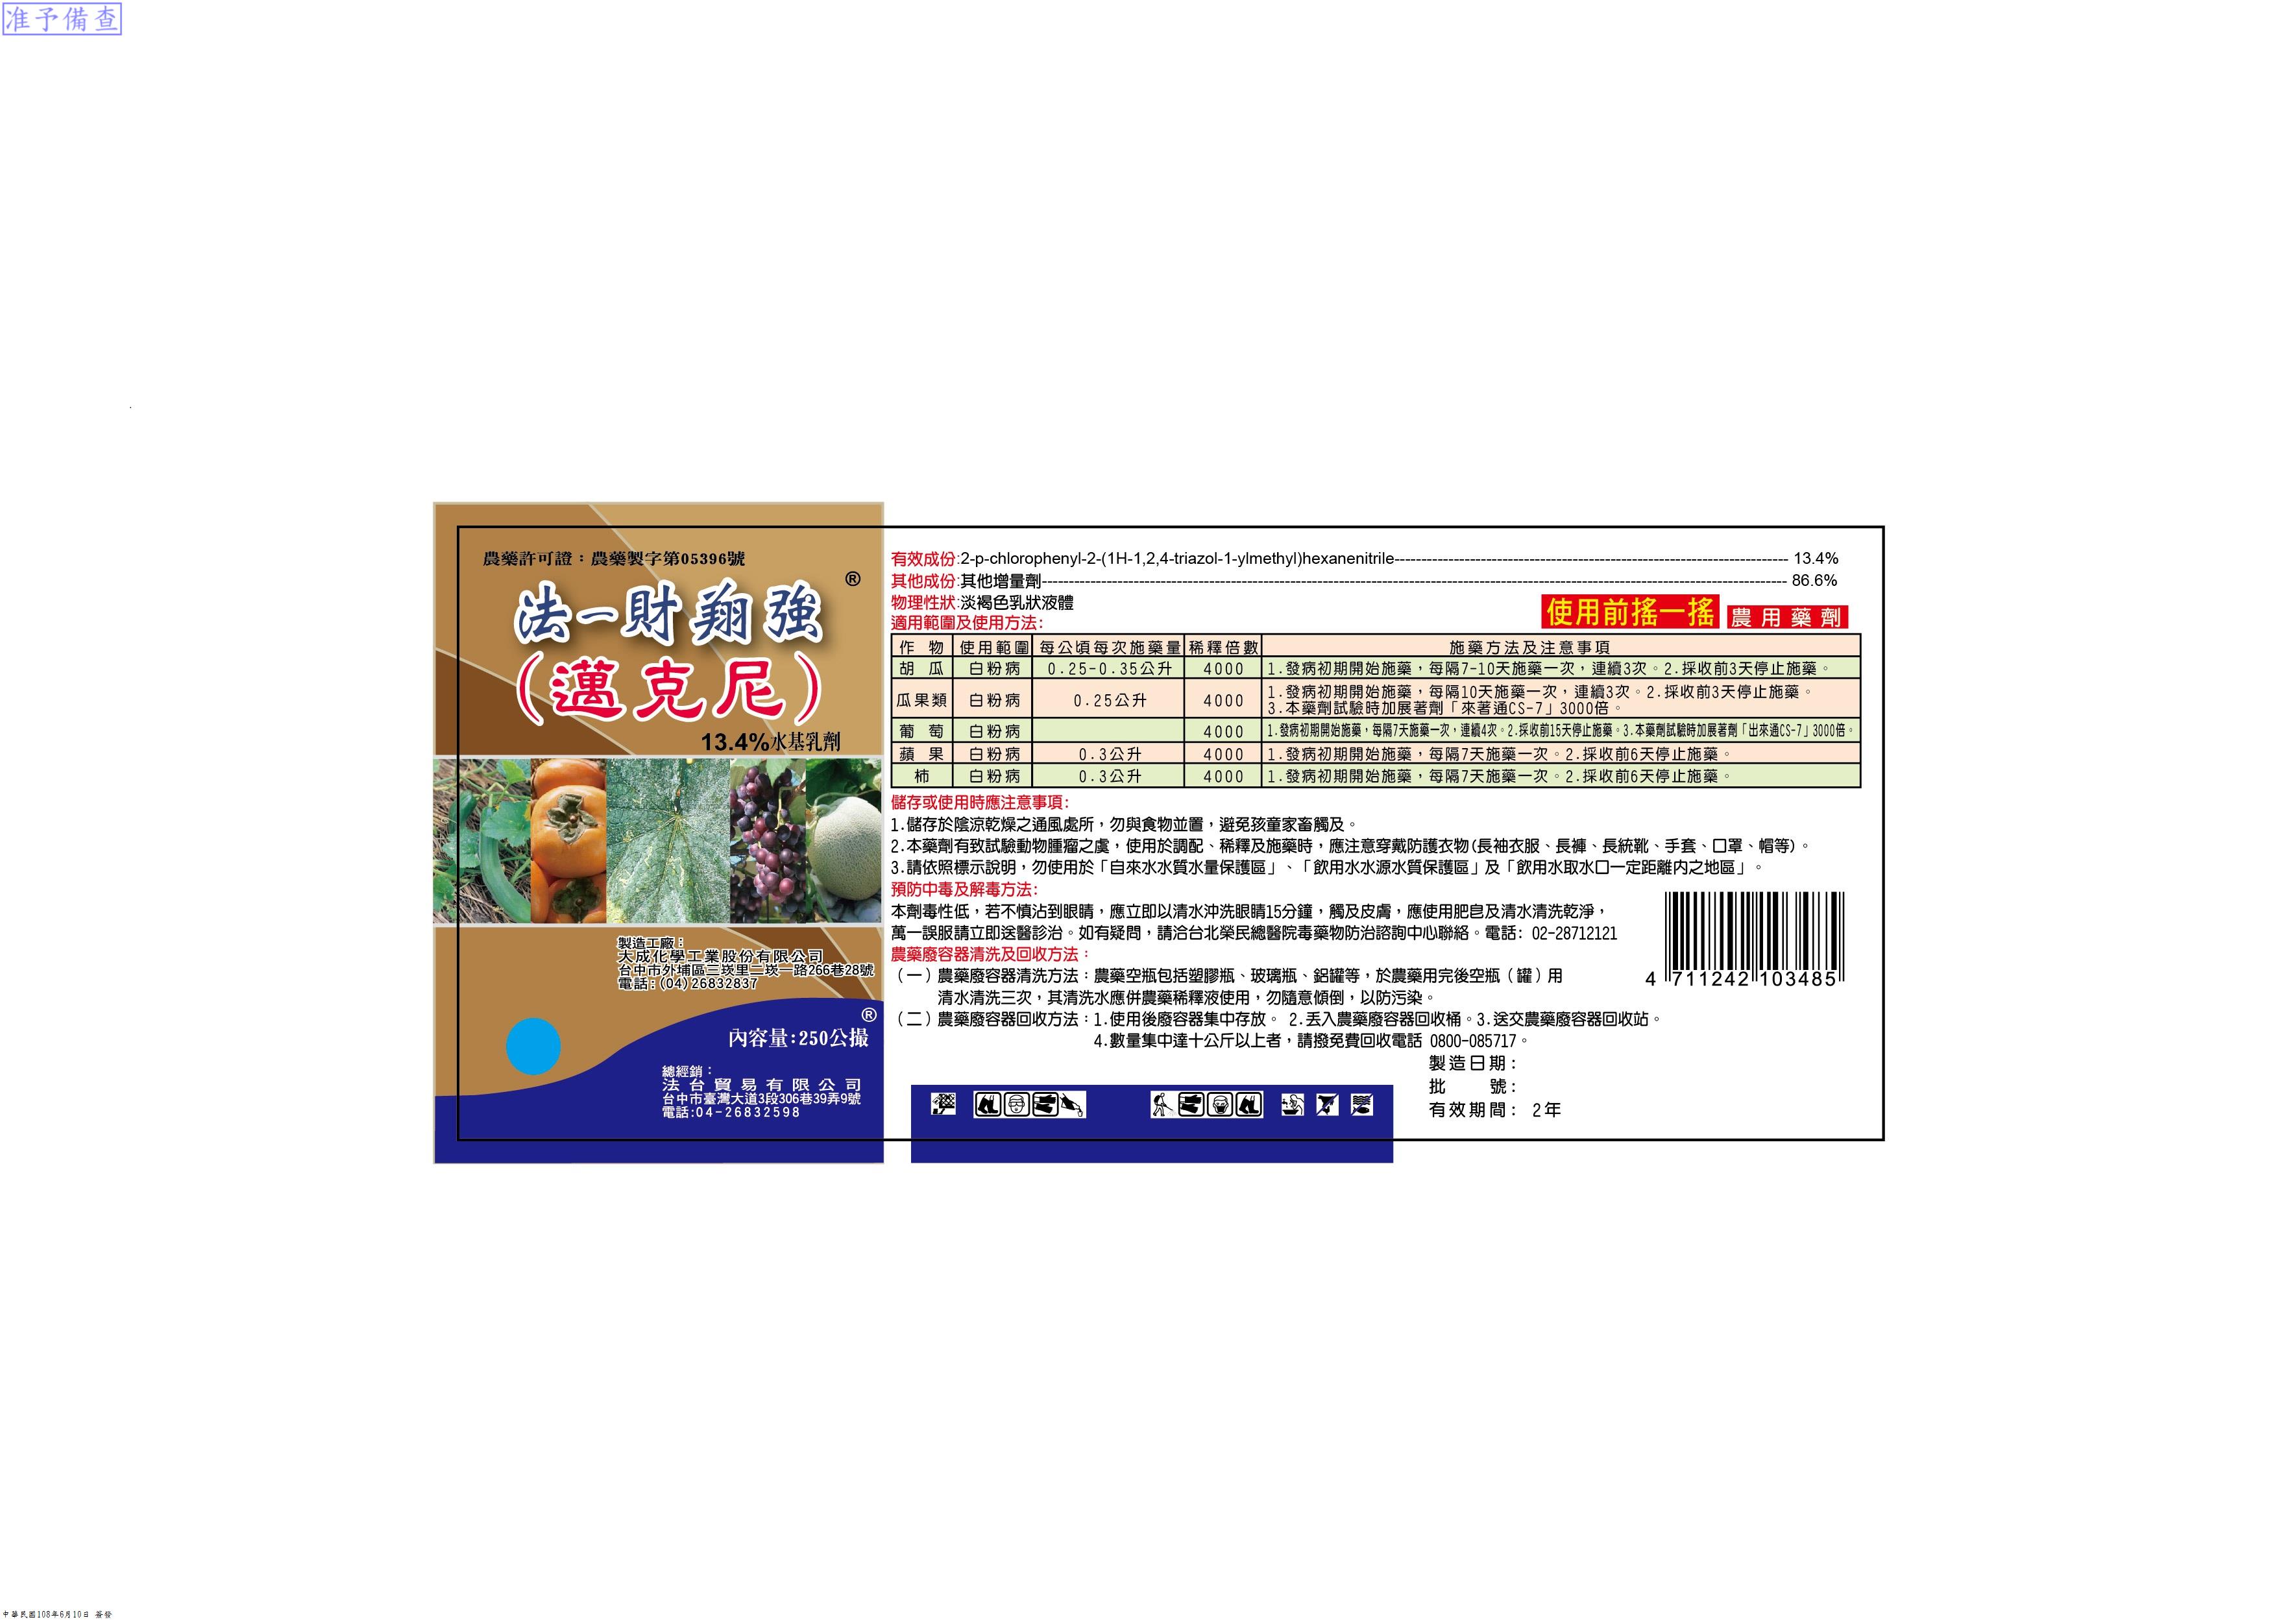 准予備查
農藥許可證：農藥製字第05396號
®
法一財翔強
(邁克尼)
13.4%水基乳劑
製造工廠：
大成化學工業股份有限公司
台中市外埔區三崁里二崁一路266巷28號
電話:(04)26832837
®
內容量:250公撮
總經銷：
法台貿易有限公司
台中市臺灣大道3段306巷39弄9號
電話:04-26832598
有效成份:2-p-chlorophenyl-2-(1H-1,2,4-triazol-1-ylmethyl)hexanenitrile--- 13.4%
其他成份:其他增量劑--- 86.6%
物理性狀:淡褐色乳狀液體
使用前搖一搖 農用藥劑
適用範圍及使用方法:
作 物 使用範圍 每公頃每次施藥量 稀釋倍數 施藥方法及注意事項
胡 瓜 白粉病 0.25-0.35公升 4000 1.發病初期開始施藥，每隔7-10天施藥一次，連續3次。2.採收前3天停止施藥。
瓜果類 白粉病 0.25公升 4000 1.發病初期開始施藥，每隔10天施藥一次，連續3次。2.採收前3天停止施藥。
3.本藥劑試驗時加展著劑「來著通CS-7」3000倍。
葡 萄 白粉病 4000 1.發病初期開始施藥，每隔7天施藥一次，連續4次。2.採收前15天停止施藥。3.本藥劑試驗時加展著劑「出來通CS-7」3000倍。
蘋 果 白粉病 0.3公升 4000 1.發病初期開始施藥，每隔7天施藥一次。2.採收前6天停止施藥。
柿 白粉病 0.3公升 4000 1.發病初期開始施藥，每隔7天施藥一次。2.採收前6天停止施藥。
儲存或使用時應注意事項:
1.儲存於陰涼乾燥之通風處所，勿與食物並置，避免孩童家畜觸及。
2.本藥劑有致試驗動物腫瘤之虞，使用於調配、稀釋及施藥時，應注意穿戴防護衣物(長袖衣服、長褲、長統靴、手套、口罩、帽等)。
3.請依照標示說明，勿使用於「自來水水質水量保護區」、「飲用水水源水質保護區」及「飲用水取水口一定距離內之地區」。
預防中毒及解毒方法:
本劑毒性低，若不慎沾到眼睛，應立即以清水沖洗眼睛15分鐘，觸及皮膚，應使用肥皂及清水清洗乾淨，
萬一誤服請立即送醫診治。如有疑問，請洽台北榮民總醫院毒藥物防治諮詢中心聯絡。電話: 02-28712121
農藥廢容器清洗及回收方法：
（一）農藥廢容器清洗方法：農藥空瓶包括塑膠瓶、玻璃瓶、鋁罐等，於農藥用完後空瓶（罐）用
清水清洗三次，其清洗水應併農藥稀釋液使用，勿隨意傾倒，以防污染。
（二）農藥廢容器回收方法：1.使用後廢容器集中存放。 2.丟入農藥廢容器回收桶。3.送交農藥廢容器回收站。
4.數量集中達十公斤以上者，請撥免費回收電話 0800-085717。
4 711242 103485
製造日期:
批 號:
有效期間: 2年
中華民國108年6月10日 簽發